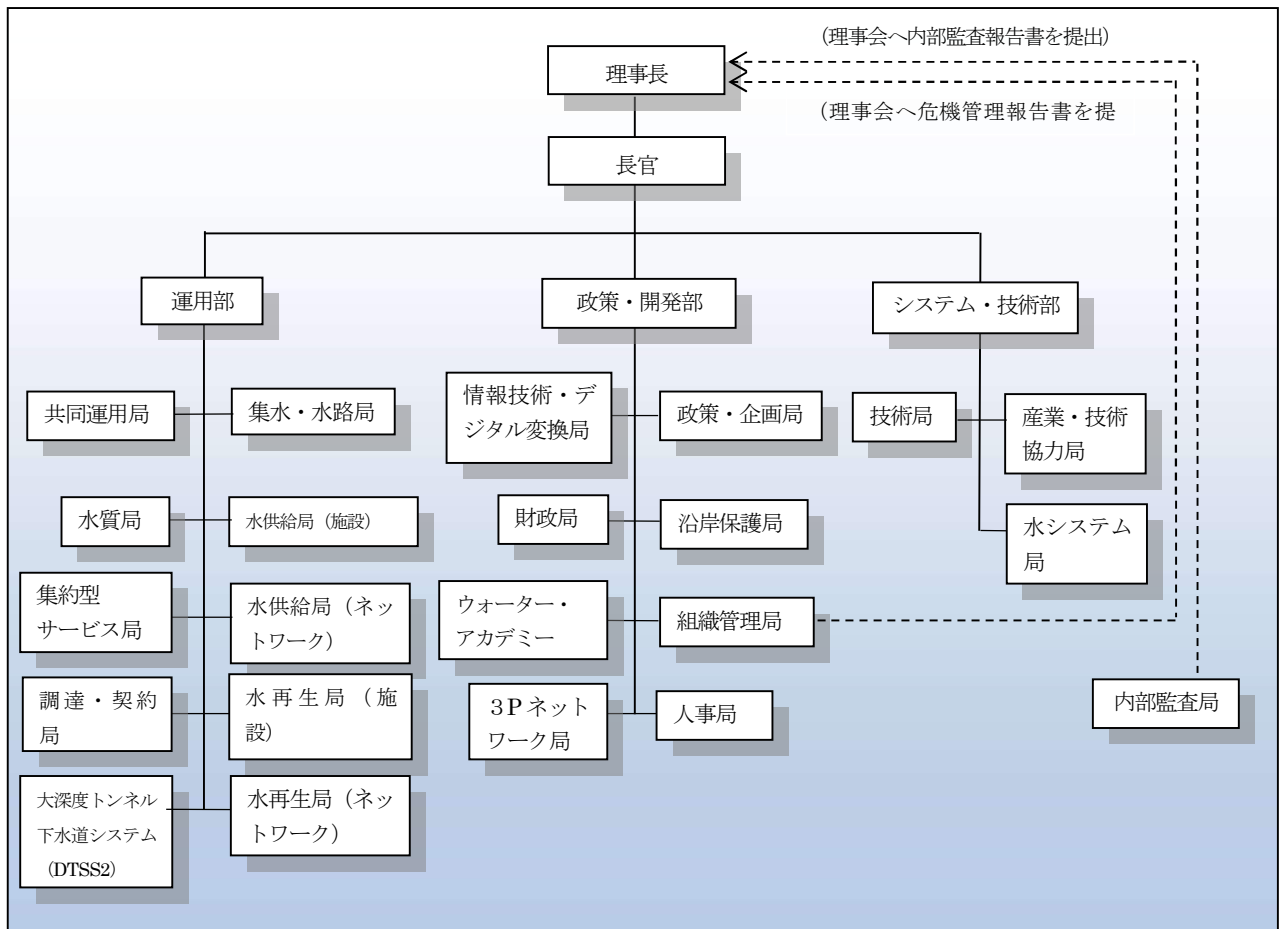 (理事会へ内部監査報告書を提出)
理事長
(理事会へ危機管理報告書を提
長官
運用部
政策・開発部
システム・技術部
共同運用局
集水・水路局
情報技術・デ
ジタル変換局
政策・企画局
技術局
産業・技術
協力局
水質局
水供給局（施設）
財政局
沿岸保護局
水システム
局
集約型
サービス局
水供給局（ネッ
トワーク）
ウォーター・
アカデミー
組織管理局
調達・契約
局
水再生局（施
設）
３Ｐネット
ワーク局
人事局
内部監査局
大深度トンネル
下水道システム
（DTSS2）
水再生局（ネッ
トワーク）